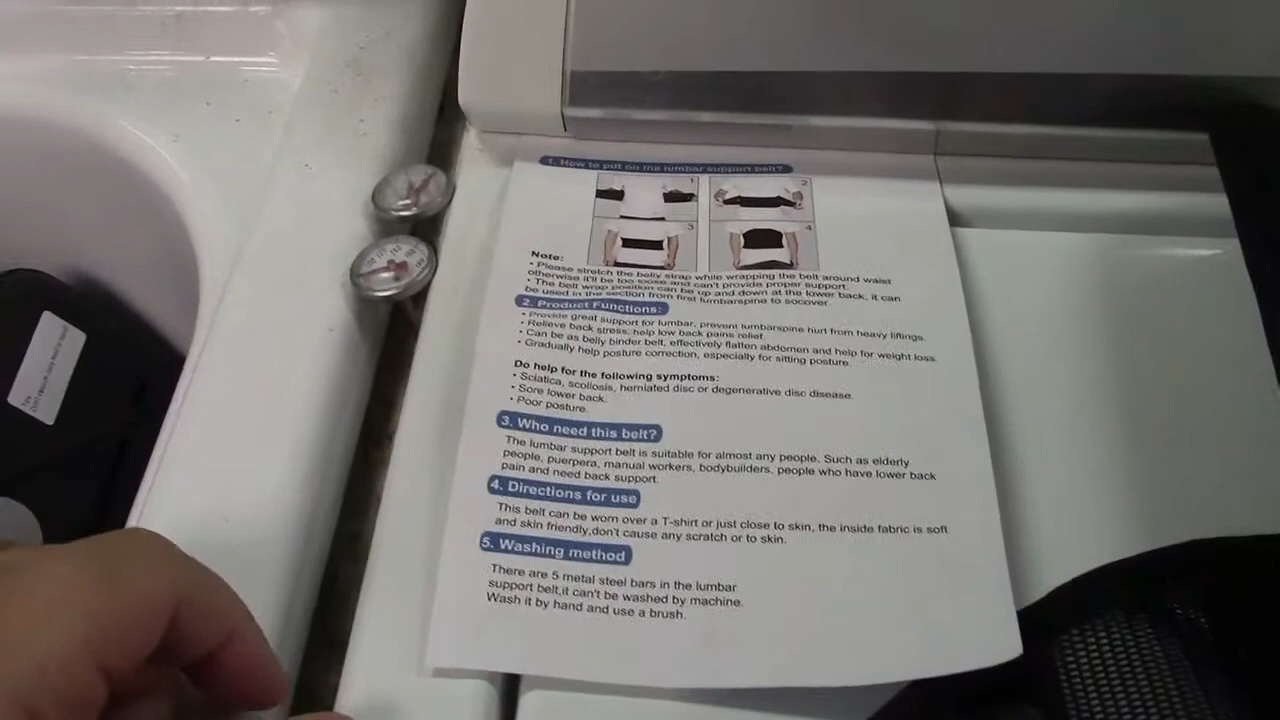 1. How to put on the lumbar support belt?
1
2
3
4
Note:
• Please stretch the belly strap while wrapping the belt around waist
otherwise it'll be too loose and can't provide proper support.
• The belt wrap position can be up and down at the lower back, it can
be used in the section from first lumbarspine to socover.
2. Product Functions:
• Provide great support for lumbar, prevent lumbarspine hurt from heavy liftings.
• Relieve back stress, help low back pains relief.
• Can be as belly binder belt, effectively flatten abdomen and help for weight loss.
• Gradually help posture correction, especially for sitting posture.
Do help for the following symptoms:
• Sciatica, scoliosis, herniated disc or degenerative disc disease.
• Sore lower back.
• Poor posture.
3. Who need this belt?
The lumbar support belt is suitable for almost any people. Such as elderly
people, puerpera, manual workers, bodybuilders, people who have lower back
pain and need back support.
4. Directions for use
This belt can be worn over a T-shirt or just close to skin, the inside fabric is soft
and skin friendly,don't cause any scratch or to skin.
5. Washing method
There are 5 metal steel bars in the lumbar
support belt,it can't be washed by machine.
Wash it by hand and use a brush.